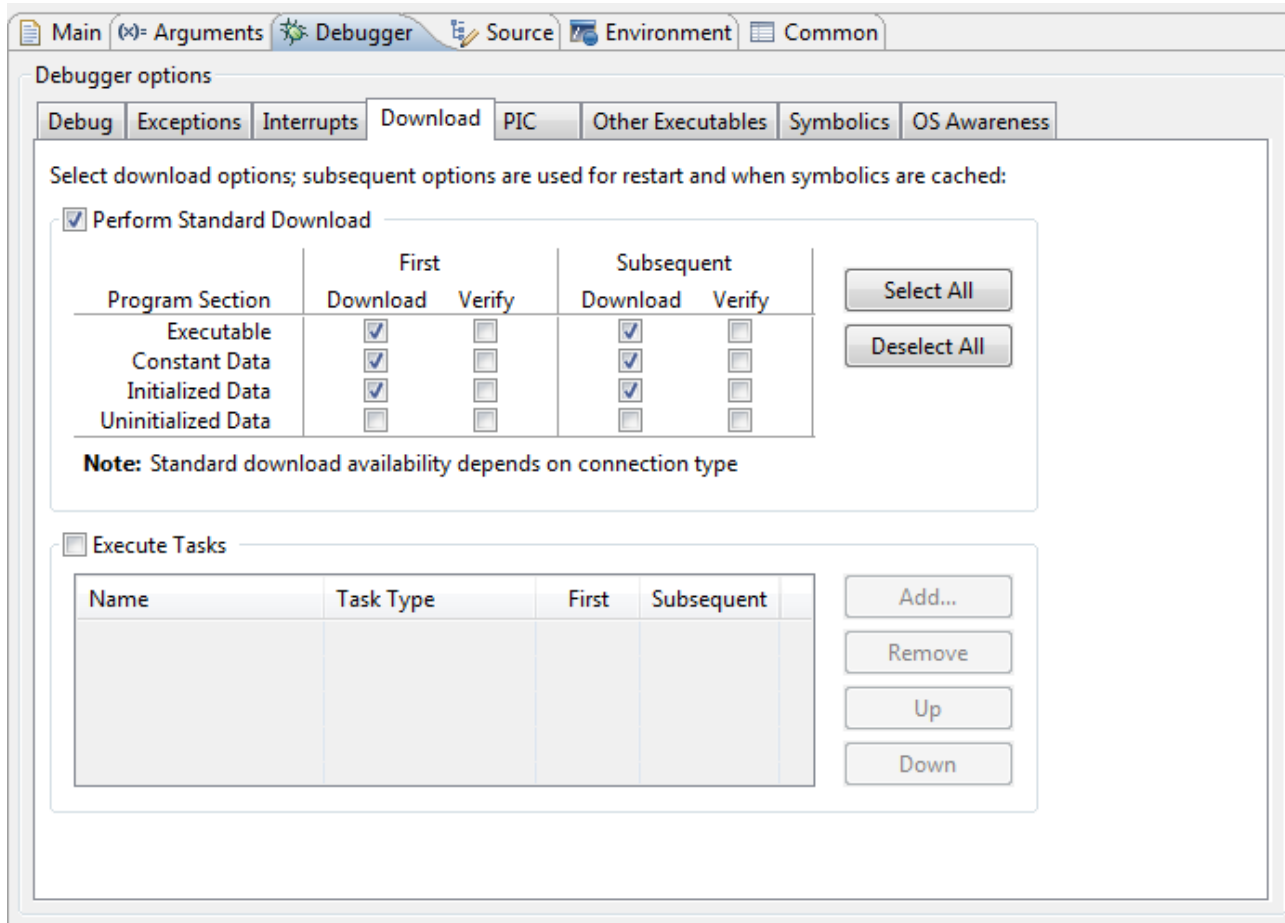 Main (x)= Arguments Debugger Source Environment Common
Debugger options
Debug Exceptions Interrupts Download PIC Other Executables Symbolics OS Awareness
Select download options; subsequent options are used for restart and when symbolics are cached:
Perform Standard Download
First Subsequent
Program Section Download Verify Download Verify
Select All
Executable
Deselect All
Constant Data
Initialized Data
Uninitialized Data
Note: Standard download availability depends on connection type
Execute Tasks
Name Task Type First Subsequent
Add...
Remove
Up
Down